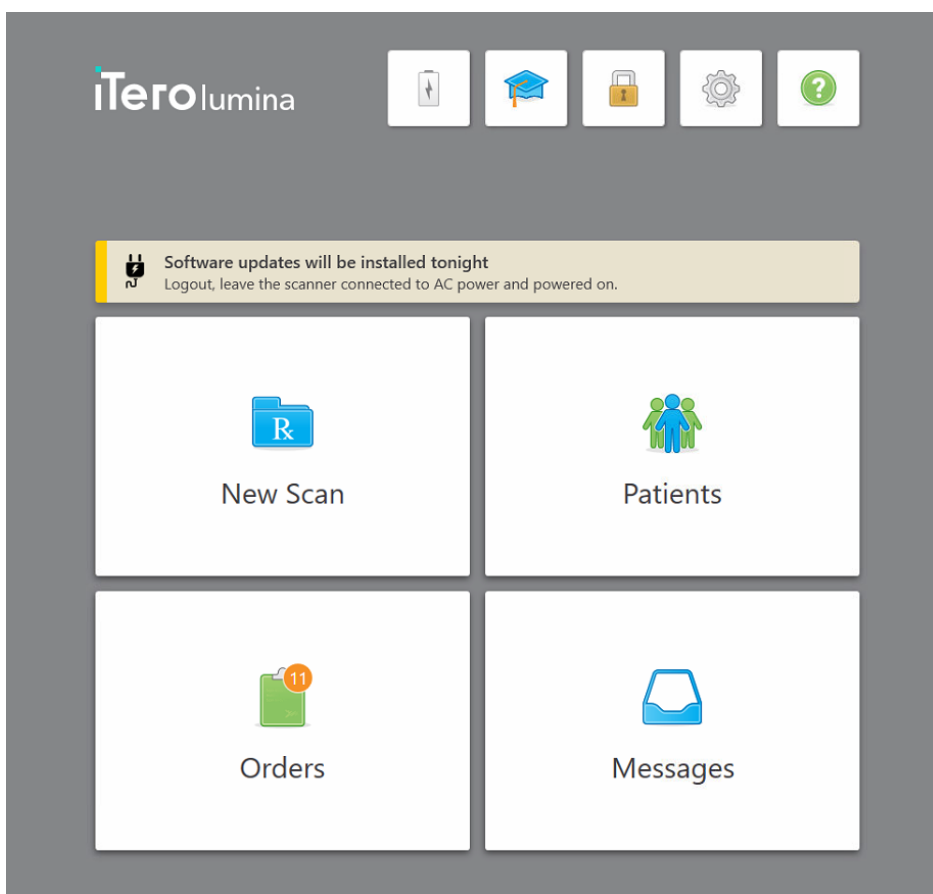 iTero lumina
Software updates will be installed tonight
Logout, leave the scanner connected to AC power and powered on.
New Scan
Patients
11
Orders
Messages